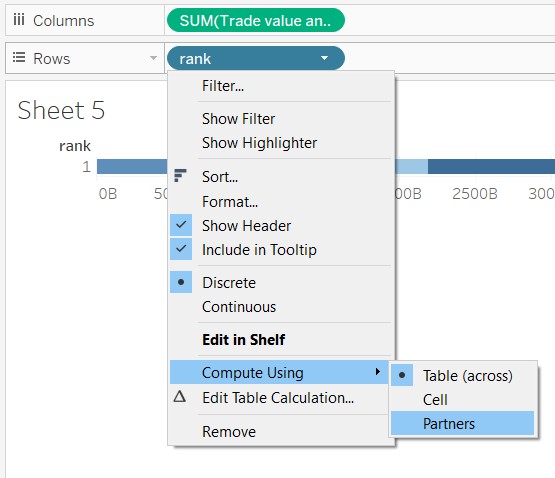 Columns
SUM(Trade value an..
Rows
rank
Filter...
Sheet 5
Show Filter
Show Highlighter
rank
1
Sort...
0B
00B
2500B
Format...
Show Header
Include in Tooltip
Discrete
Continuous
Edit in Shelf
Compute Using
Table (across)
Edit Table Calculation...
Cell
Partners
Remove